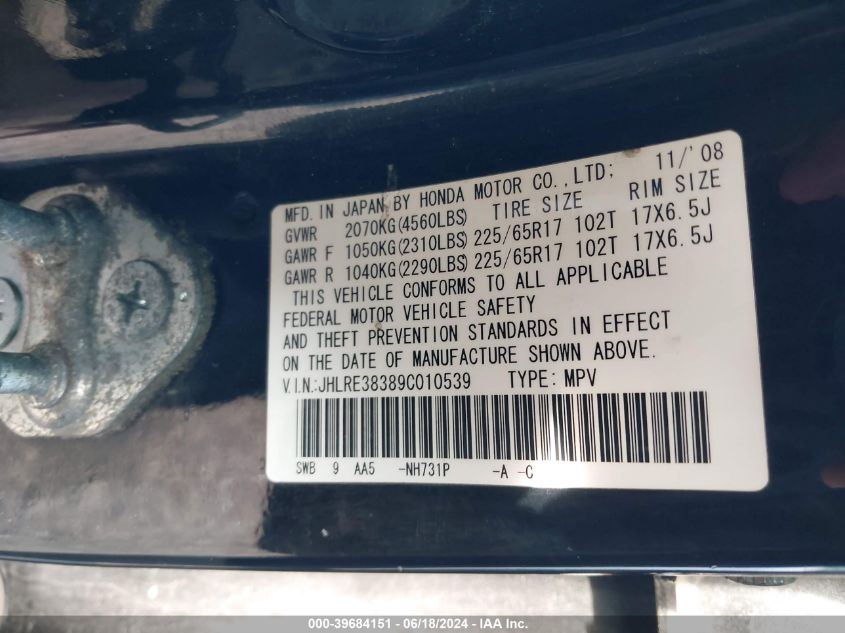 MFD. IN JAPAN BY HONDA MOTOR CO.,LTD; 11/'08
GVWR 2070KG(4560LBS) TIRE SIZE RIM SIZE
GAWR F 1050KG(2310LBS) 225/65R17 102T 17X6.5J
GAWR R 1040KG(2290LBS) 225/65R17 102T 17X6.5J
THIS VEHICLE CONFORMS TO ALL APPLICABLE
FEDERAL MOTOR VEHICLE SAFETY
AND THEFT PREVENTION STANDARDS IN EFFECT
ON THE DATE OF MANUFACTURE SHOWN ABOVE.
V.I.N.:JHLRE38389C010539 TYPE: MPV
SWB 9 AA5 -NH731P -A -C
000-39684151 - 06/18/2024 - IAA Inc.